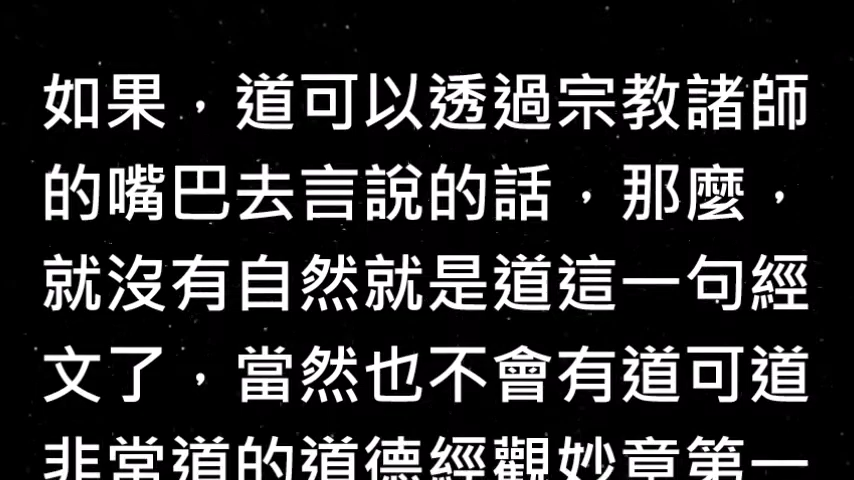 如果，道可以透過宗教諸師
的嘴巴去言說的話，那麼，
就沒有自然就是道這一句經
文了，當然也不會有道可道
非常道的道德經觀妙章第一